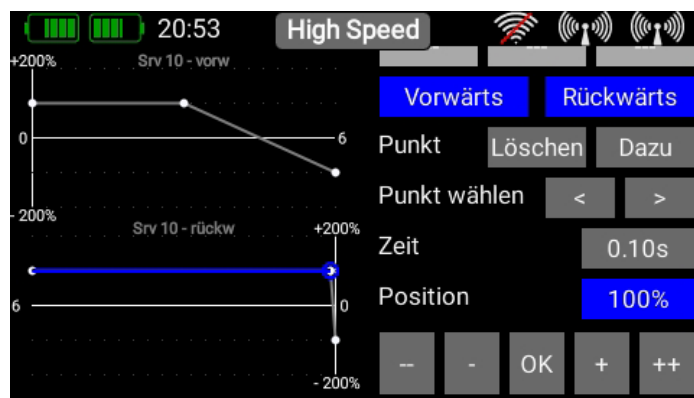 20:53 High Speed
--- --- ---
+200% Srv 10 - vorw
Vorwärts Rückwärts
0 6
Punkt Löschen Dazu
Punkt wählen < >
- 200%
Srv 10 - rückw +200%
Zeit 0.10s
Position 100%
6 0
-- - OK + ++
- 200%